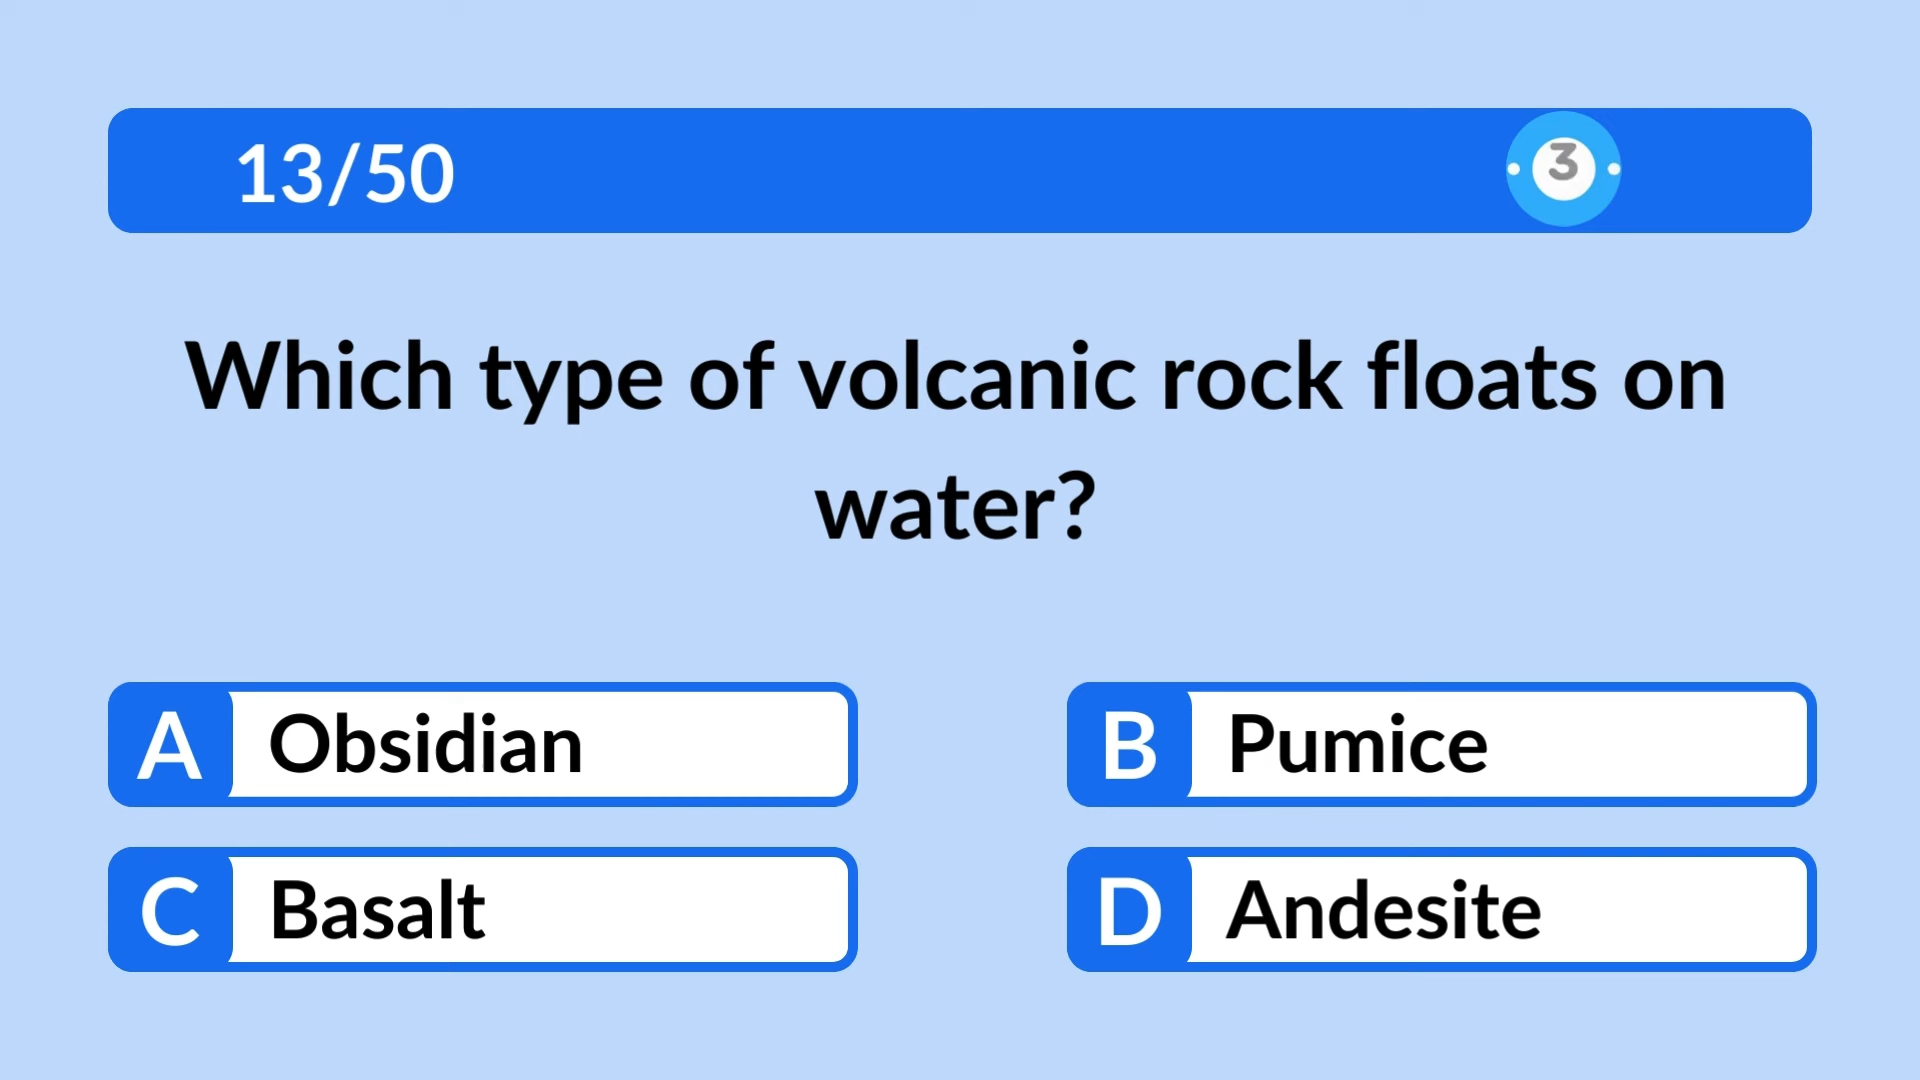 13/50
3
Which type of volcanic rock floats on
water?
A Obsidian
B Pumice
C Basalt
D Andesite